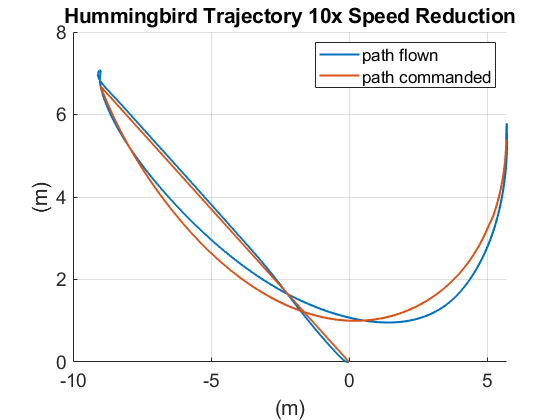 Hummingbird Trajectory 10x Speed Reduction
path flown
path commanded
8
6
4
2
0
(m)
-10
-5
0
5
(m)